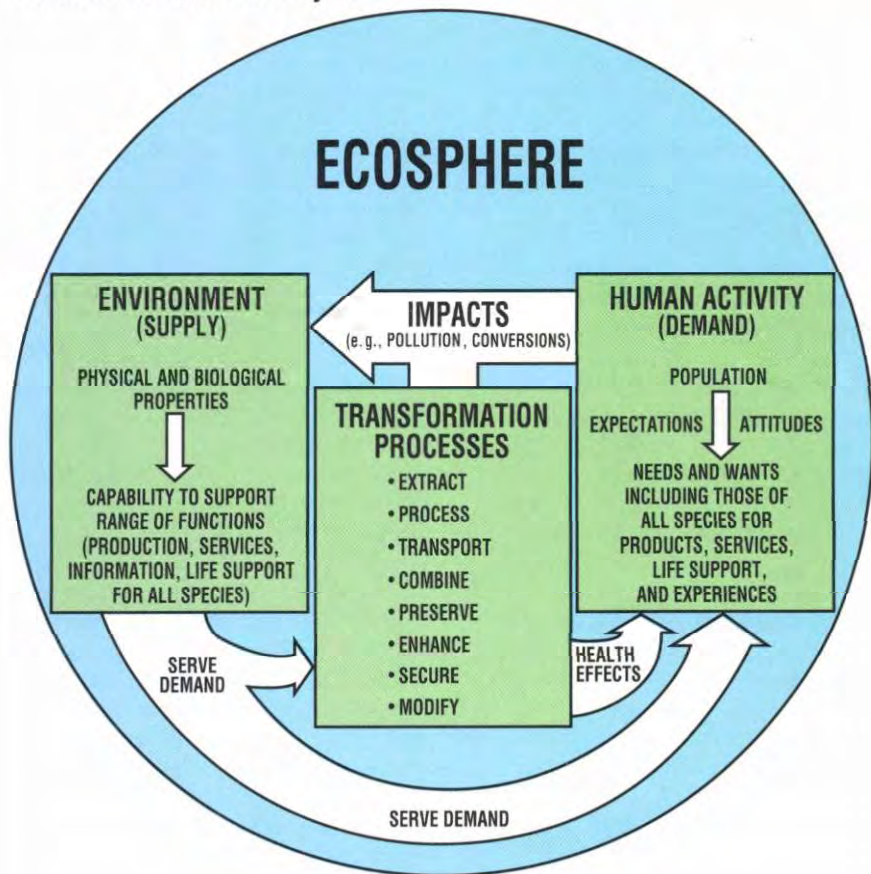 ECOSPHERE
ENVIRONMENT
(SUPPLY)
PHYSICAL AND BIOLOGICAL
PROPERTIES
CAPABILITY TO SUPPORT
RANGE OF FUNCTIONS
(PRODUCTION, SERVICES,
INFORMATION, LIFE SUPPORT
FOR ALL SPECIES)
IMPACTS
(e.g., POLLUTION, CONVERSIONS)
TRANSFORMATION
PROCESSES
• EXTRACT
• PROCESS
• TRANSPORT
• COMBINE
• PRESERVE
• ENHANCE
• SECURE
• MODIFY
HUMAN ACTIVITY
(DEMAND)
POPULATION
EXPECTATIONS ATTITUDES
NEEDS AND WANTS
INCLUDING THOSE OF
ALL SPECIES FOR
PRODUCTS, SERVICES,
LIFE SUPPORT,
AND EXPERIENCES
SERVE
DEMAND
HEALTH
EFFECTS
SERVE DEMAND